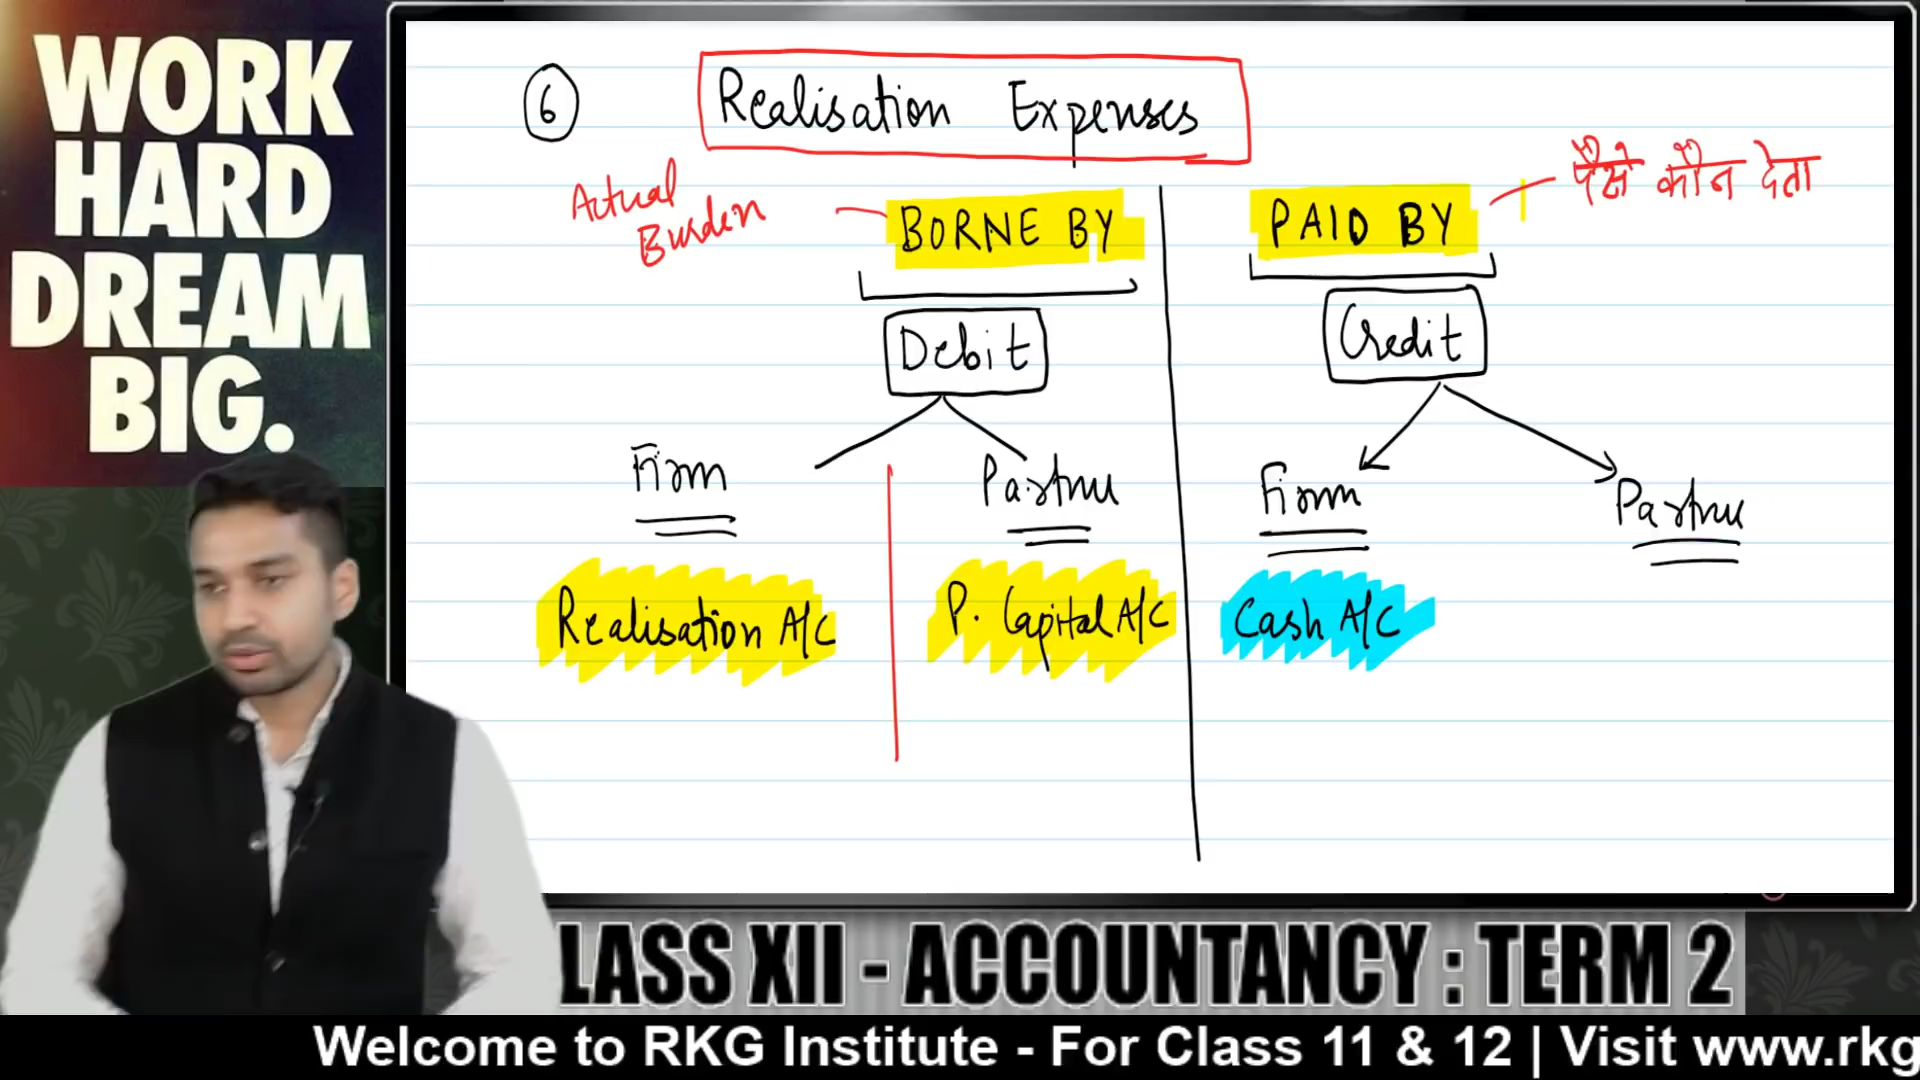 WORK
HARD
DREAM
BIG.
6
Realisation Expenses
Actual
Burden
BORNE BY
PAID BY
पैसे कौन देता
Debit
Credit
Firm
Partner
Firm
Partner
Realisation A/C
P. Capital A/C
Cash A/C
LASS XII - ACCOUNTANCY : TERM 2
Welcome to RKG Institute - For Class 11 & 12 | Visit www.rkg